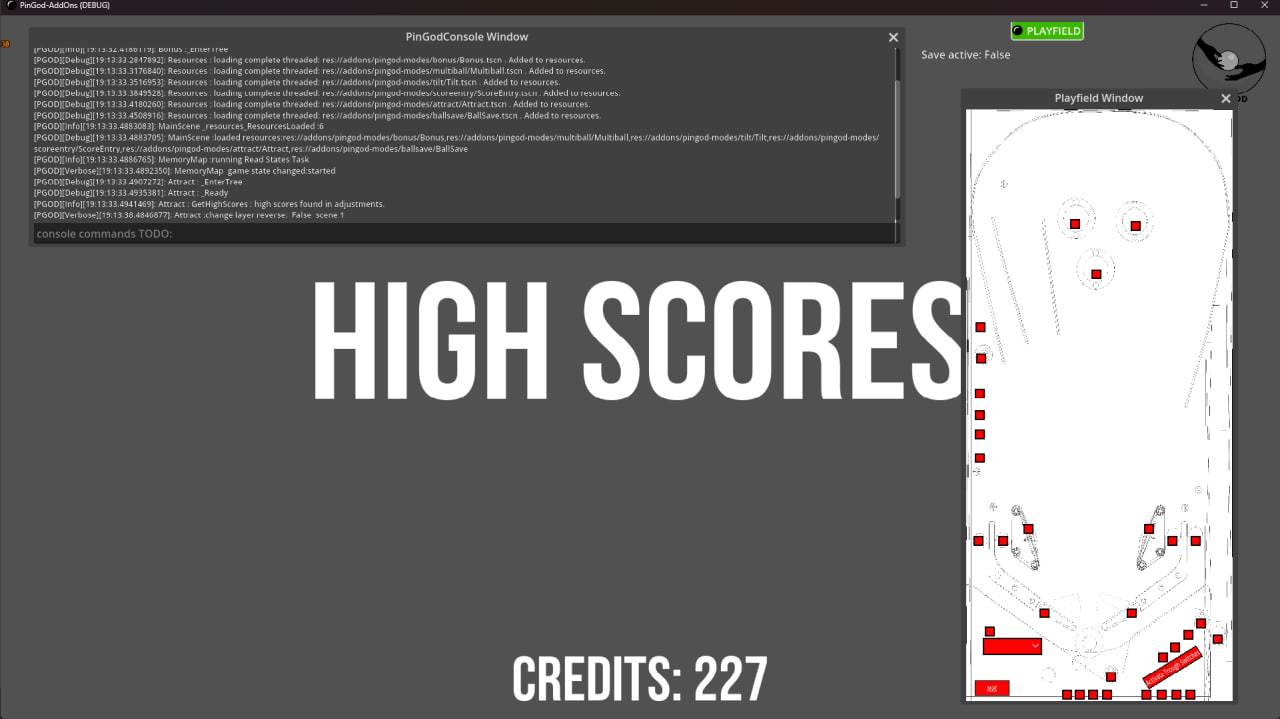 PinGod-AddOns (DEBUG)
PinGodConsole Window
[PGOD][Info][19:13:32.4186119]: Bonus :_EnterTree
[PGOD][Debug][19:13:33.2847892]: Resources : loading complete threaded: res://addons/pingod-modes/bonus/Bonus.tscn . Added to resources.
[PGOD][Debug][19:13:33.3176840]: Resources : loading complete threaded: res://addons/pingod-modes/multiball/Multiball.tscn . Added to resources.
[PGOD][Debug][19:13:33.3516953]: Resources : loading complete threaded: res://addons/pingod-modes/tilt/Tilt.tscn . Added to resources.
[PGOD][Debug][19:13:33.3849528]: Resources : loading complete threaded: res://addons/pingod-modes/scoreentry/ScoreEntry.tscn . Added to resources.
[PGOD][Debug][19:13:33.4180260]: Resources : loading complete threaded: res://addons/pingod-modes/attract/Attract.tscn . Added to resources.
[PGOD][Debug][19:13:33.4508916]: Resources : loading complete threaded: res://addons/pingod-modes/ballsave/BallSave.tscn . Added to resources.
[PGOD][Info][19:13:33.4883083]: MainScene _resources_ResourcesLoaded :6
[PGOD][Debug][19:13:33.4883705]: MainScene :loaded resources:res://addons/pingod-modes/bonus/Bonus,res://addons/pingod-modes/multiball/Multiball,res://addons/pingod-modes/tilt/Tilt,res://addons/pingod-modes/
scoreentry/ScoreEntry,res://addons/pingod-modes/attract/Attract,res://addons/pingod-modes/ballsave/BallSave
[PGOD][Info][19:13:33.4886765]: MemoryMap :running Read States Task
[PGOD][Verbose][19:13:33.4892350]: MemoryMap  game state changed:started
[PGOD][Debug][19:13:33.4907272]: Attract : _EnterTree
[PGOD][Debug][19:13:33.4935381]: Attract : _Ready
[PGOD][Info][19:13:33.4941469]: Attract : GetHighScores : high scores found in adjustments.
[PGOD][Verbose][19:13:38.4846877]: Attract :change layer reverse:  False  scene 1
console commands TODO:
PLAYFIELD
Save active: False
Playfield Window
HIGH SCORES
Activate Trough Switches
CREDITS: 227